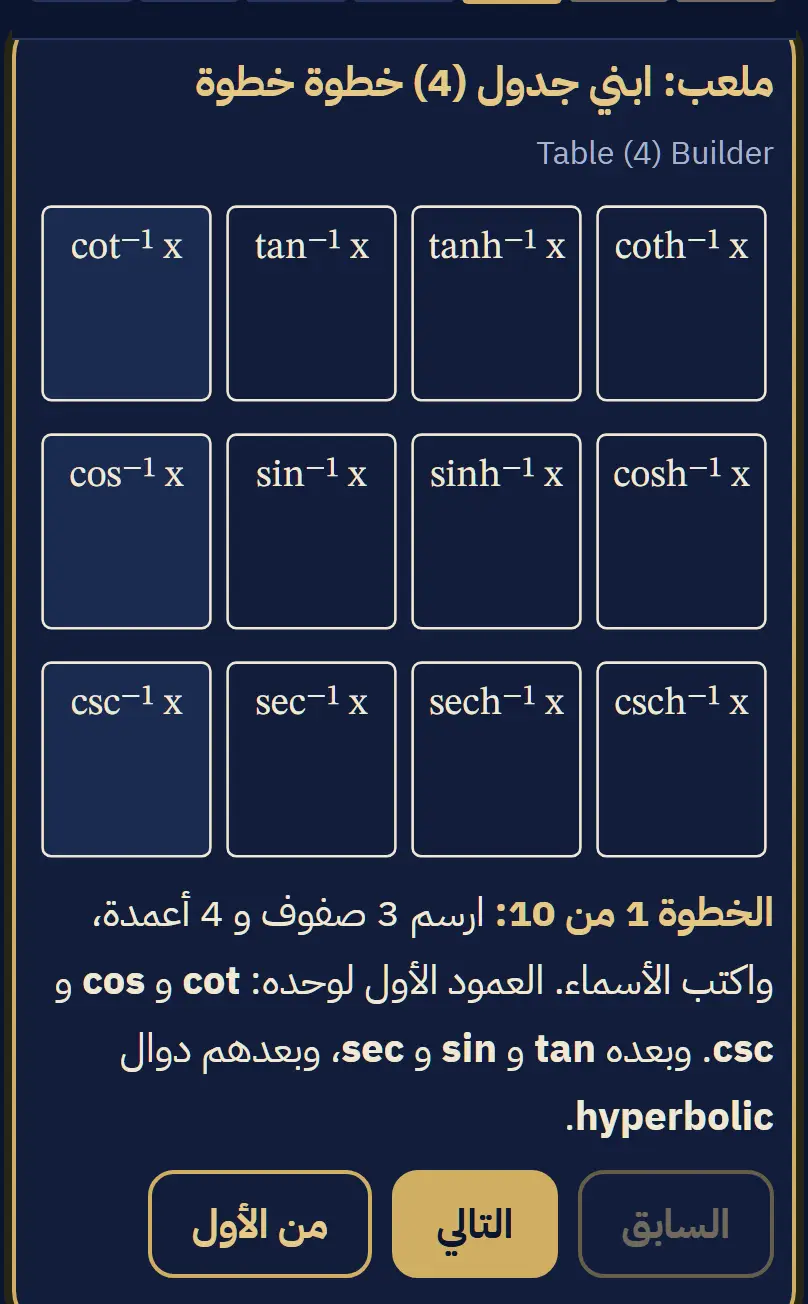 ملعب: ابني جدول (4) خطوة خطوة
Table (4) Builder
cot⁻¹ x tan⁻¹ x tanh⁻¹ x coth⁻¹ x
cos⁻¹ x sin⁻¹ x sinh⁻¹ x cosh⁻¹ x
csc⁻¹ x sec⁻¹ x sech⁻¹ x csch⁻¹ x
الخطوة 1 من 10: ارسم 3 صفوف و 4 أعمدة،
واكتب الأسماء. العمود الأول لوحده: cot و cos و
csc. وبعده tan و sin و sec، وبعدهم دوال
hyperbolic.
السابق التالي من الأول